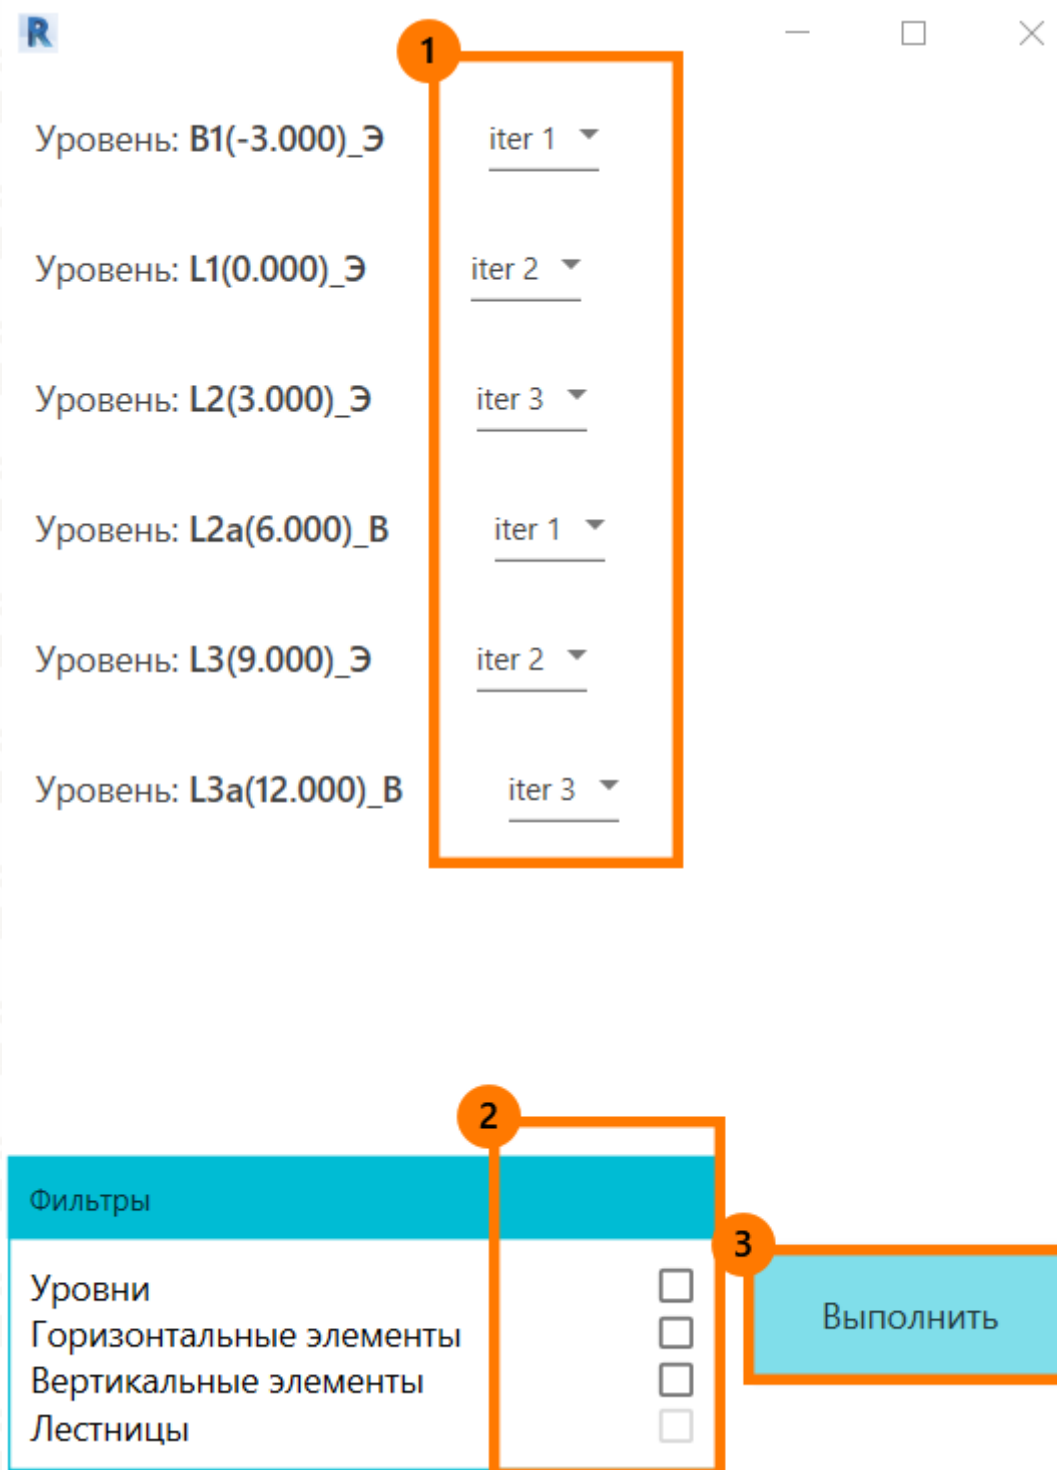 R
1
Уровень: B1(-3.000)_Э iter 1
Уровень: L1(0.000)_Э iter 2
Уровень: L2(3.000)_Э iter 3
Уровень: L2a(6.000)_В iter 1
Уровень: L3(9.000)_Э iter 2
Уровень: L3a(12.000)_В iter 3
2
Фильтры
3
Уровни
Горизонтальные элементы
Вертикальные элементы
Лестницы
Выполнить